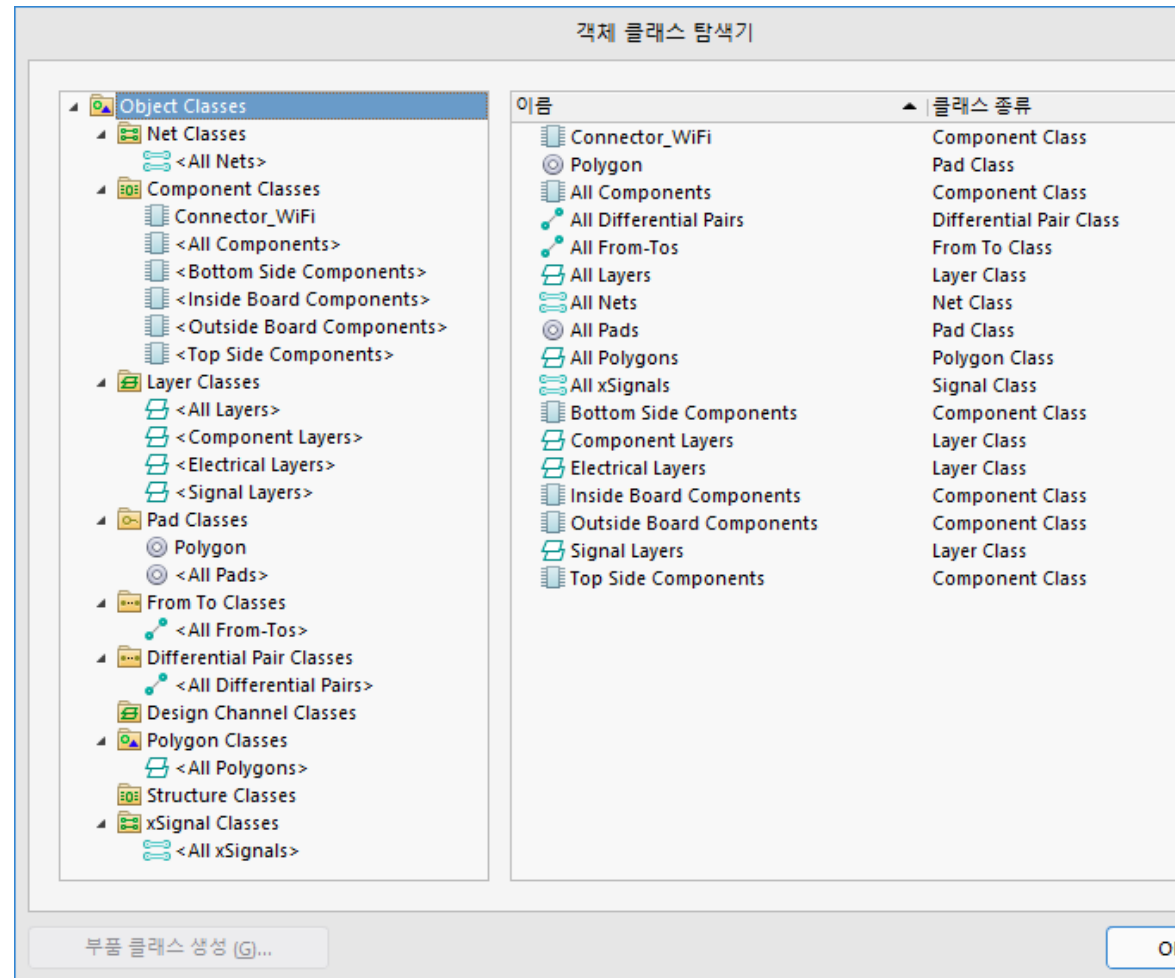 객체 클래스 탐색기
Object Classes
Net Classes
<All Nets>
Component Classes
Connector_WiFi
<All Components>
<Bottom Side Components>
<Inside Board Components>
<Outside Board Components>
<Top Side Components>
Layer Classes
<All Layers>
<Component Layers>
<Electrical Layers>
<Signal Layers>
Pad Classes
Polygon
<All Pads>
From To Classes
<All From-Tos>
Differential Pair Classes
<All Differential Pairs>
Design Channel Classes
Polygon Classes
<All Polygons>
Structure Classes
xSignal Classes
<All xSignals>
이름 클래스 종류
Connector_WiFi Component Class
Polygon Pad Class
All Components Component Class
All Differential Pairs Differential Pair Class
All From-Tos From To Class
All Layers Layer Class
All Nets Net Class
All Pads Pad Class
All Polygons Polygon Class
All xSignals Signal Class
Bottom Side Components Component Class
Component Layers Layer Class
Electrical Layers Layer Class
Inside Board Components Component Class
Outside Board Components Component Class
Signal Layers Layer Class
Top Side Components Component Class
부품 클래스 생성 (G)...